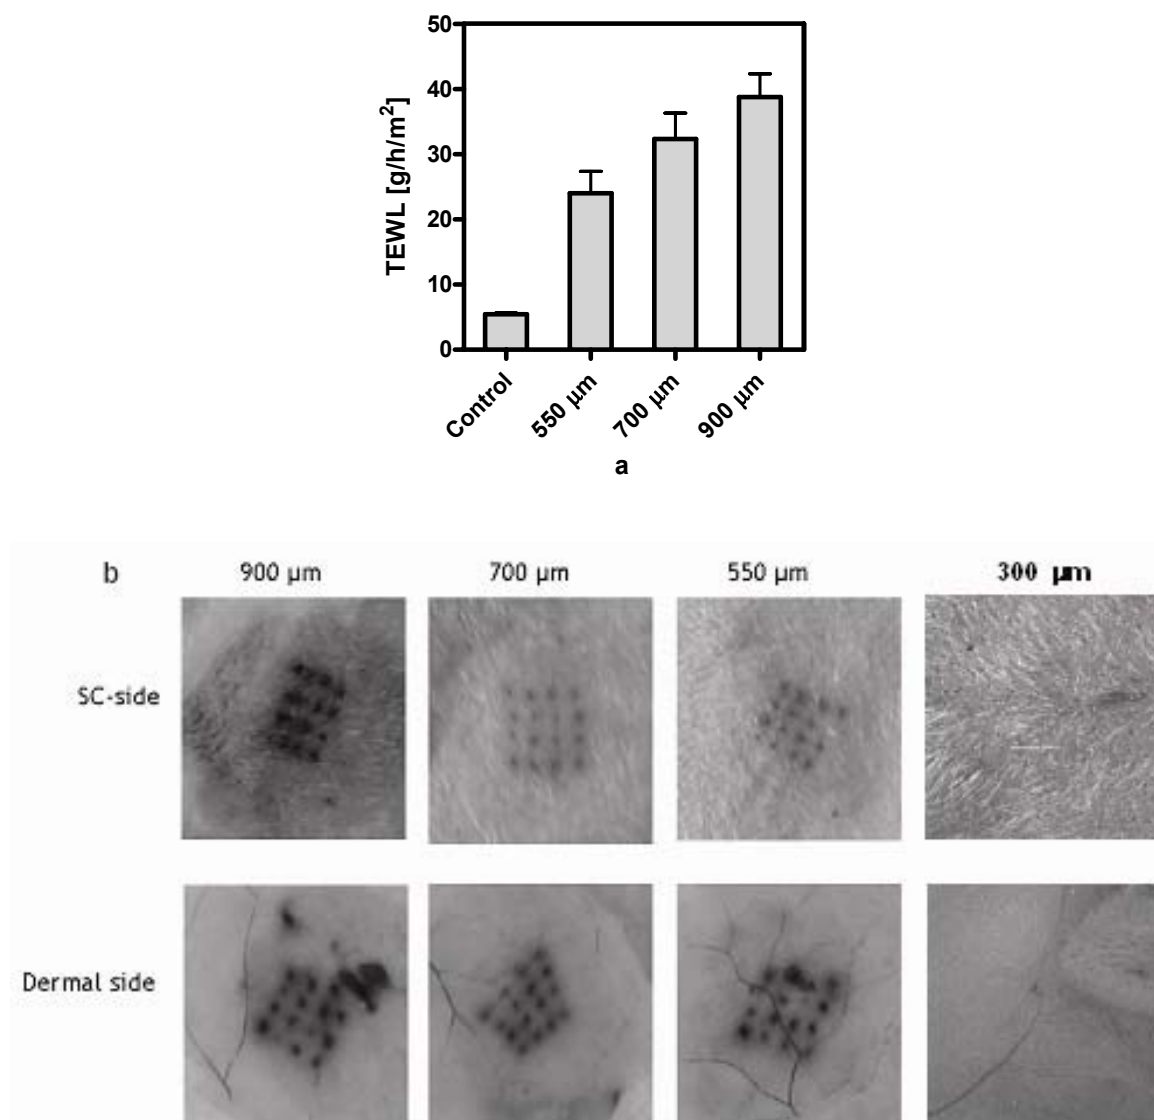 50
40
30
20
10
0
TEWL [g/h/m²]
Control
550 µm
700 µm
900 µm
a
b
900 µm
700 µm
550 µm
300 µm
SC-side
Dermal side